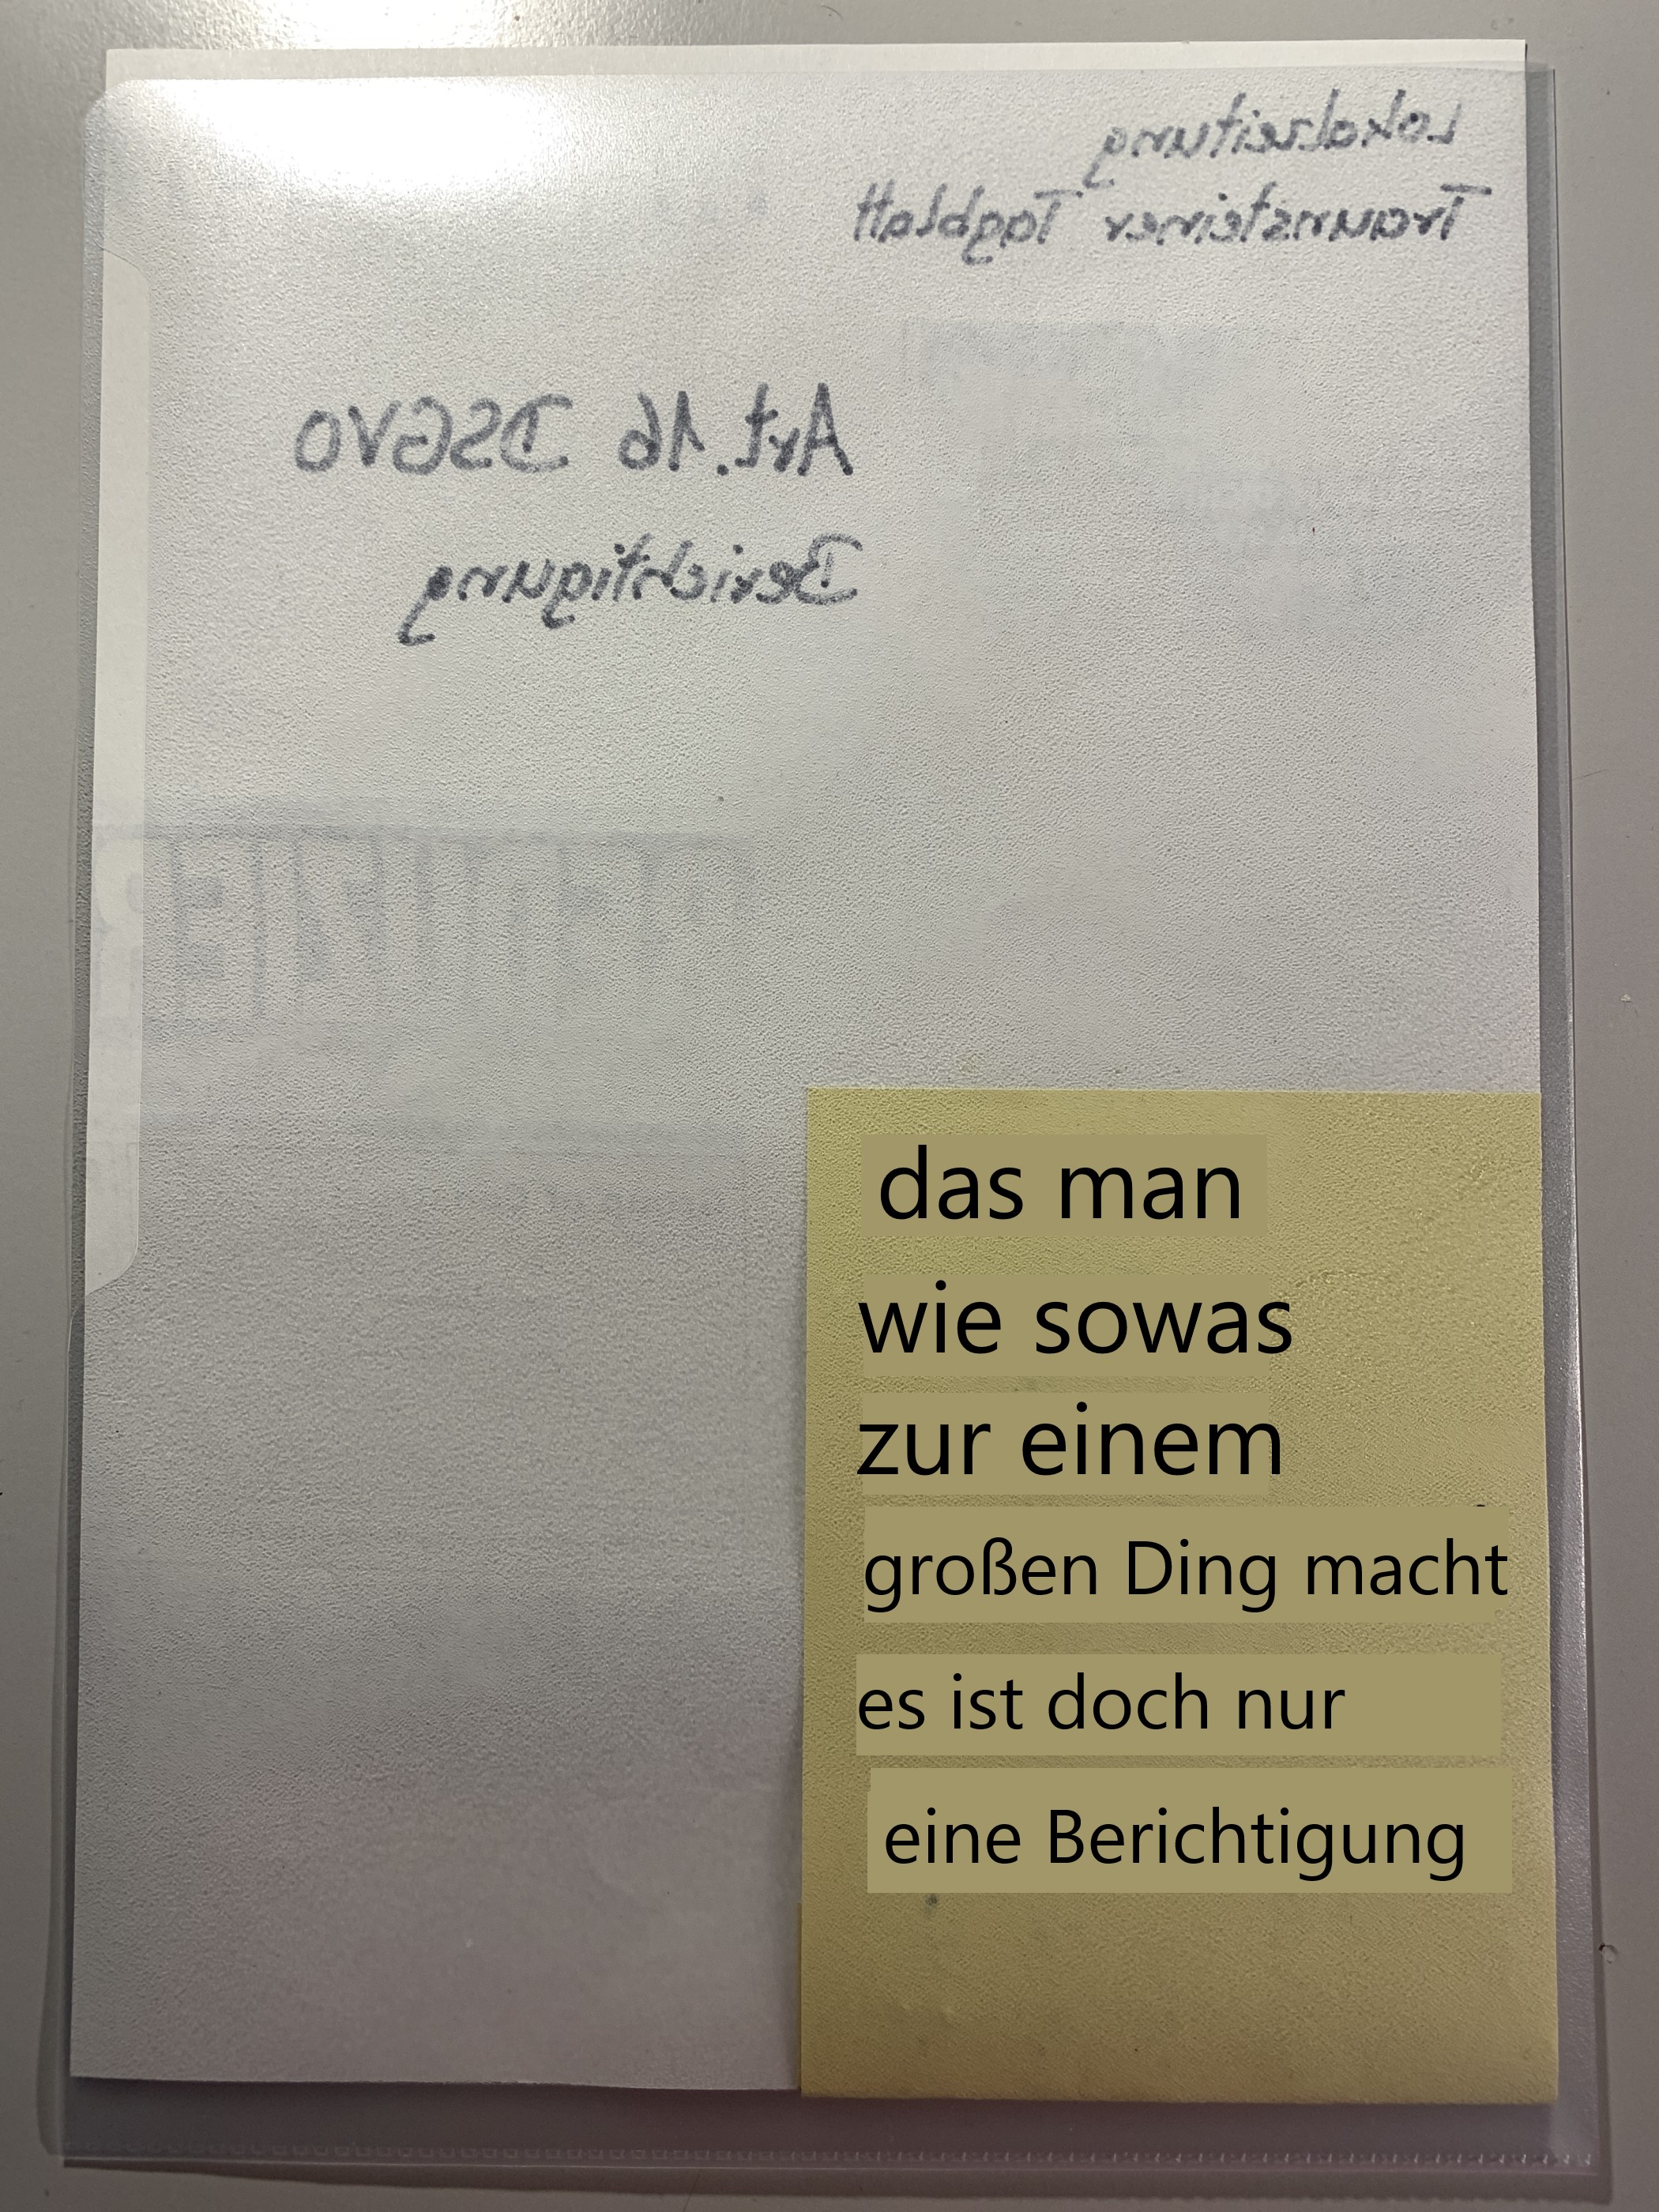 Lokalzeitung
Traunsteiner Tagblatt
Art. 16 DSGVO
Berichtigung
das man
wie sowas
zur einem
großen Ding macht
es ist doch nur
eine Berichtigung